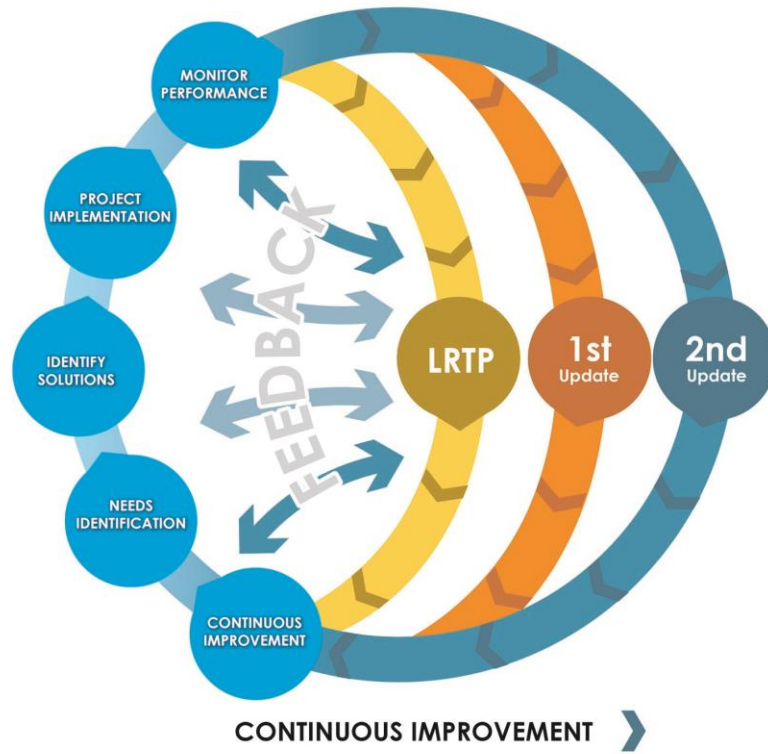 MONITOR
PERFORMANCE
PROJECT
IMPLEMENTATION
IDENTIFY
SOLUTIONS
NEEDS
IDENTIFICATION
CONTINUOUS
IMPROVEMENT
FEEDBACK
LRTP
1st
Update
2nd
Update
CONTINUOUS IMPROVEMENT